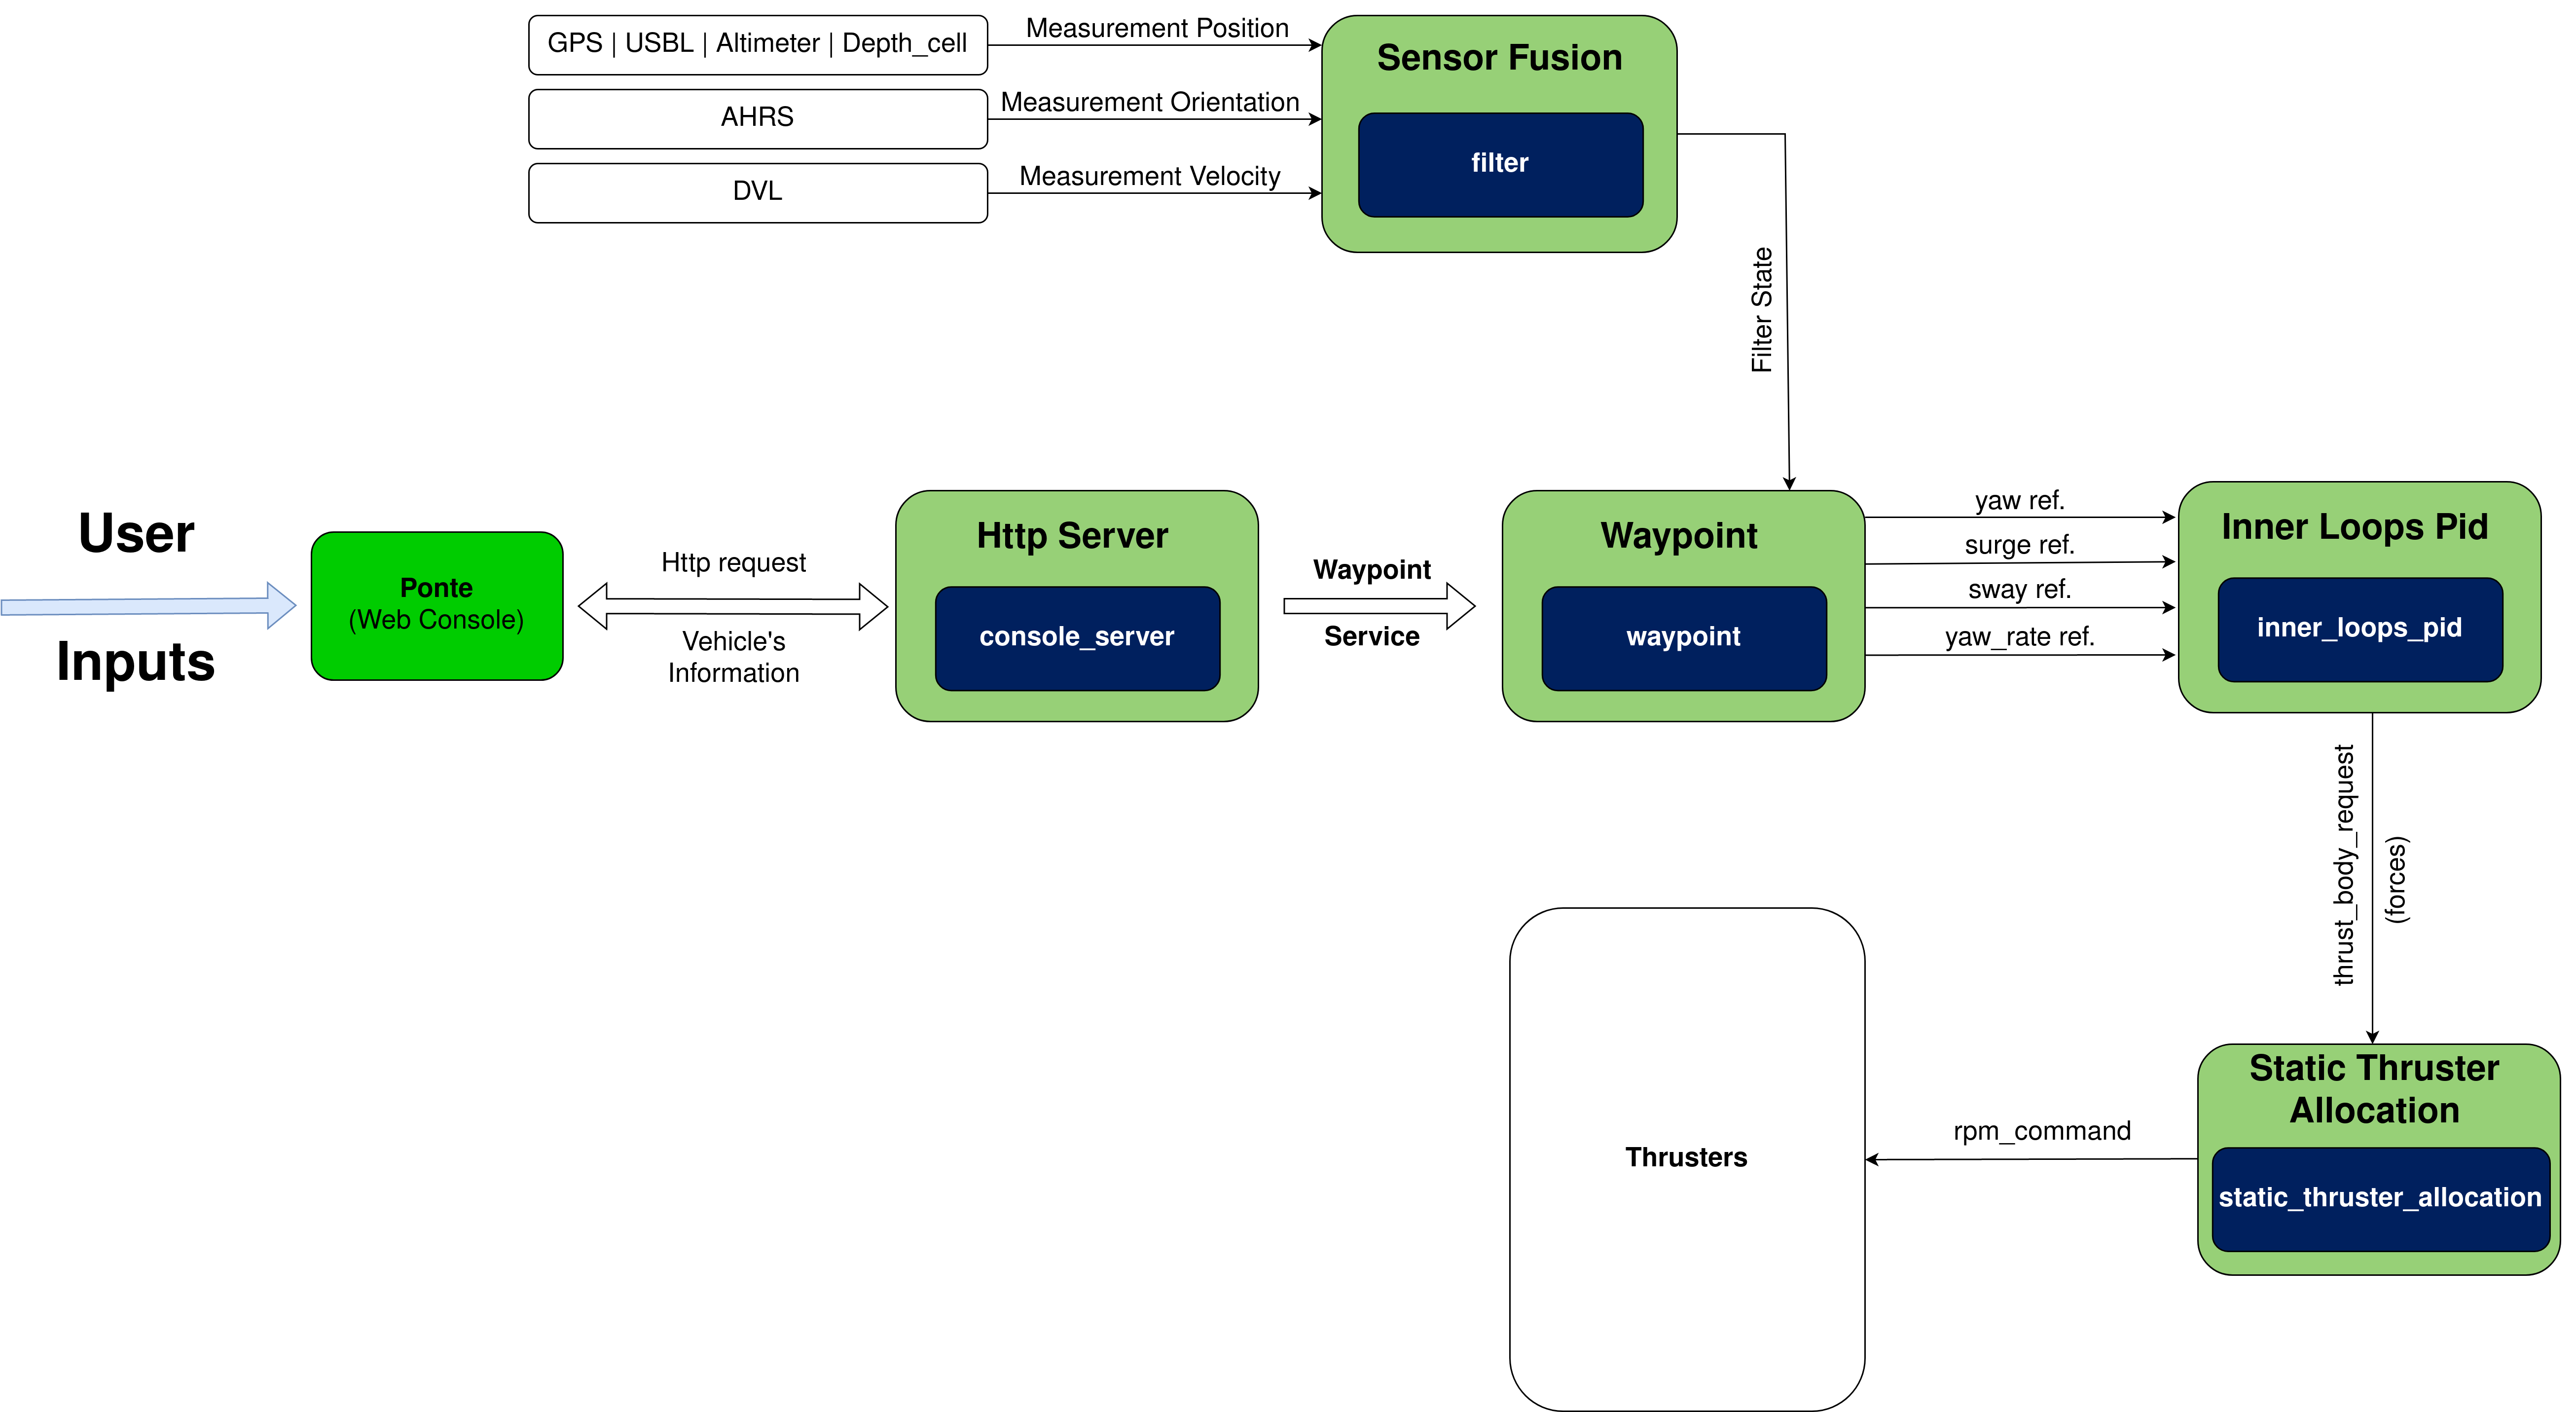 GPS | USBL | Altimeter | Depth_cell
Measurement Position
AHRS
Measurement Orientation
DVL
Measurement Velocity
Sensor Fusion
filter
Filter State
User
Inputs
Ponte
(Web Console)
Http request
Vehicle's
Information
Http Server
console_server
Waypoint
Service
Waypoint
waypoint
yaw ref.
surge ref.
sway ref.
yaw_rate ref.
Inner Loops Pid
inner_loops_pid
thrust_body_request
(forces)
Static Thruster
Allocation
static_thruster_allocation
rpm_command
Thrusters